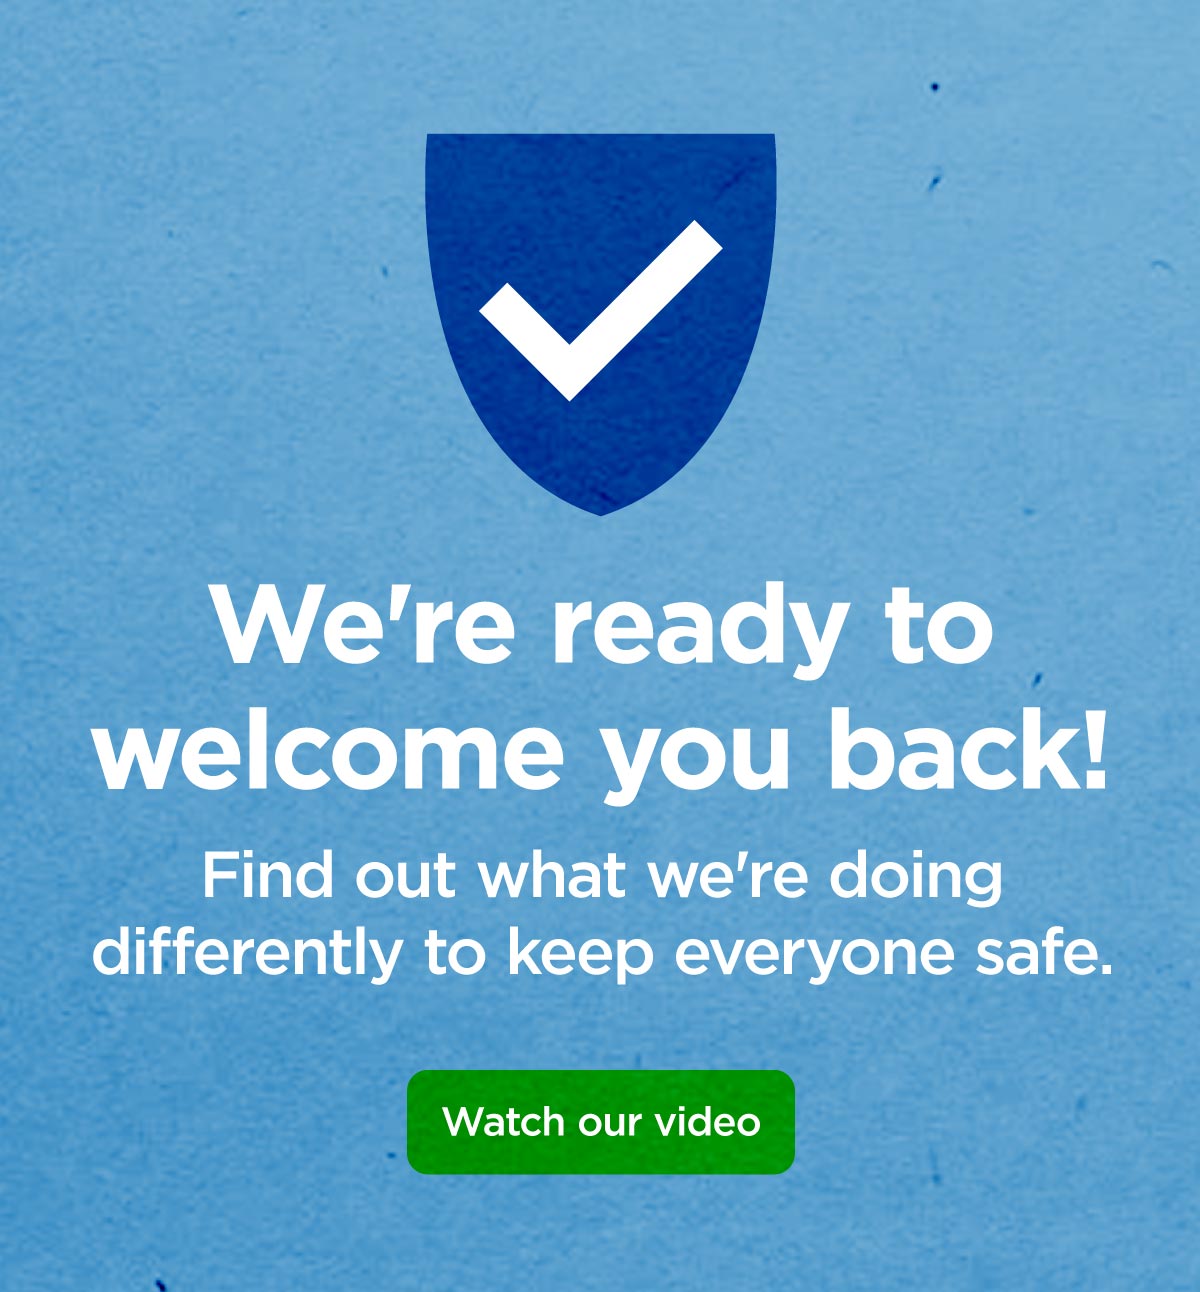 We're ready to
welcome you back!
Find out what we're doing
differently to keep everyone safe.
Watch our video